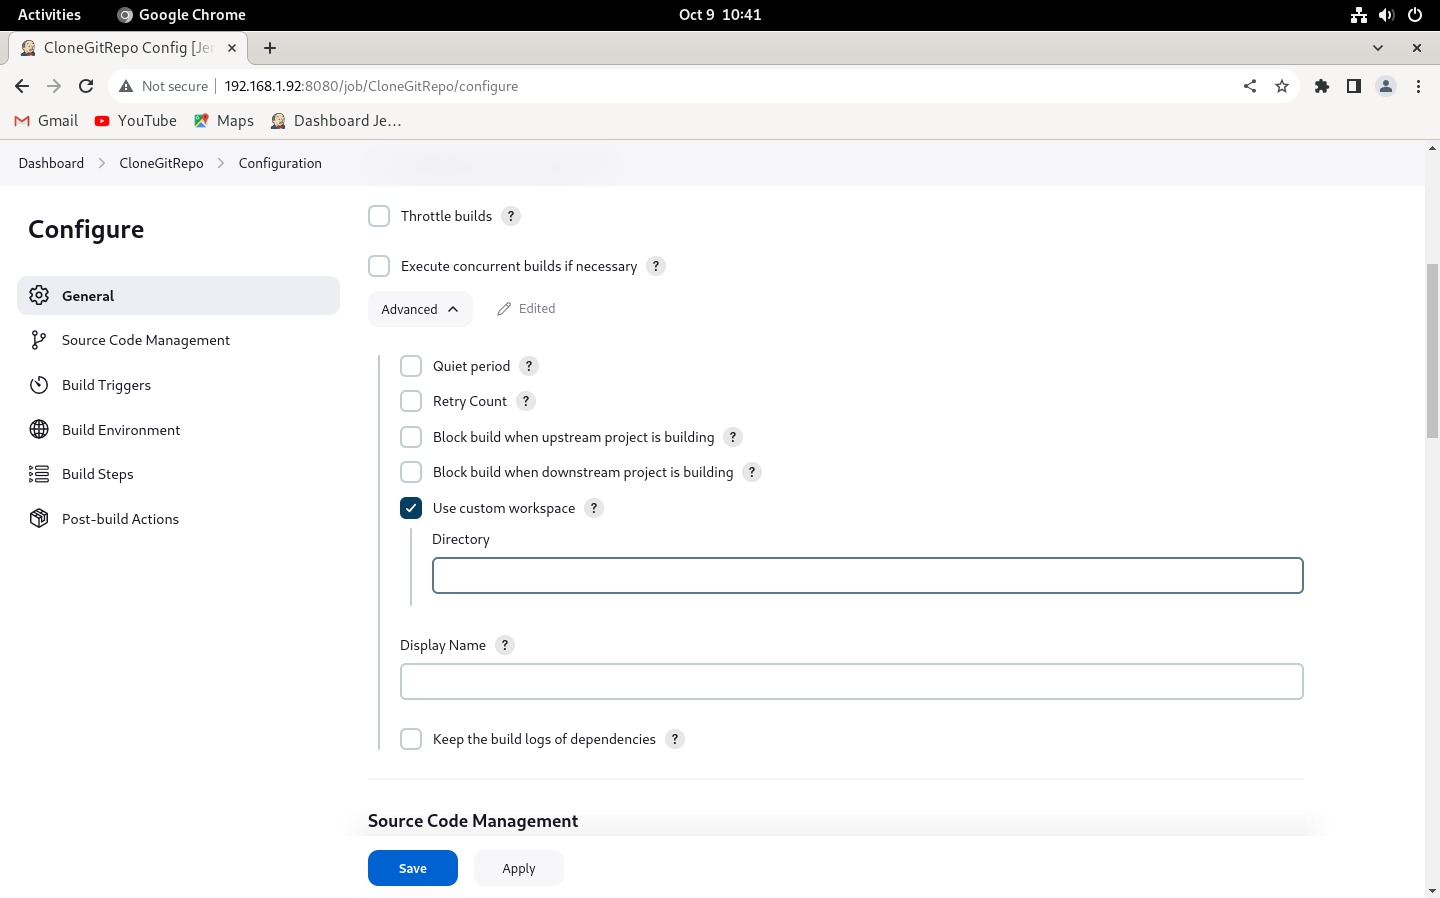 Activities Google Chrome Oct 9 10:41
CloneGitRepo Config [Je
Not secure 192.168.1.92:8080/job/CloneGitRepo/configure
Gmail YouTube Maps Dashboard Je...
Dashboard CloneGitRepo Configuration
Configure
General
Source Code Management
Build Triggers
Build Environment
Build Steps
Post-build Actions
Throttle builds ?
Execute concurrent builds if necessary ?
Advanced Edited
Quiet period ?
Retry Count ?
Block build when upstream project is building ?
Block build when downstream project is building ?
Use custom workspace ?
Directory
Display Name ?
Keep the build logs of dependencies ?
Source Code Management
Save Apply